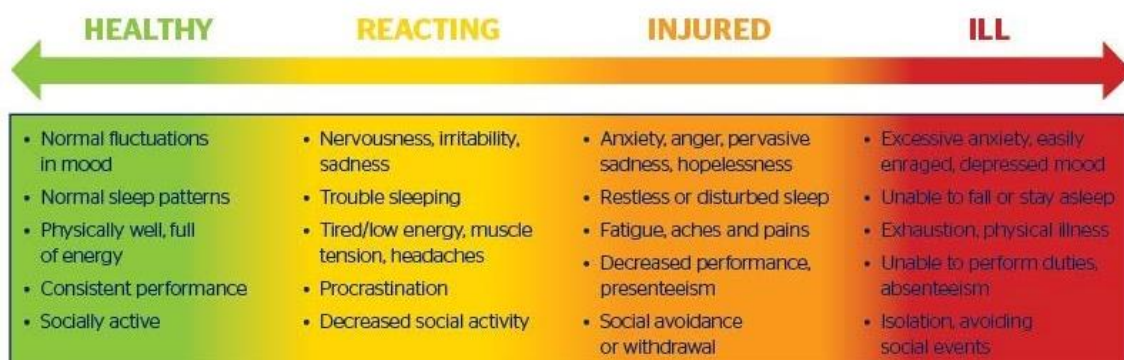 HEALTHY
REACTING
INJURED
ILL
• Normal fluctuations
in mood
• Normal sleep patterns
• Physically well, full
of energy
• Consistent performance
• Socially active
• Nervousness, irritability,
sadness
• Trouble sleeping
• Tired/low energy, muscle
tension, headaches
• Procrastination
• Decreased social activity
• Anxiety, anger, pervasive
sadness, hopelessness
• Restless or disturbed sleep
• Fatigue, aches and pains
• Decreased performance,
presenteeism
• Social avoidance
or withdrawal
• Excessive anxiety, easily
enraged, depressed mood
• Unable to fall or stay asleep
• Exhaustion, physical illness
• Unable to perform duties,
absenteeism
• Isolation, avoiding
social events